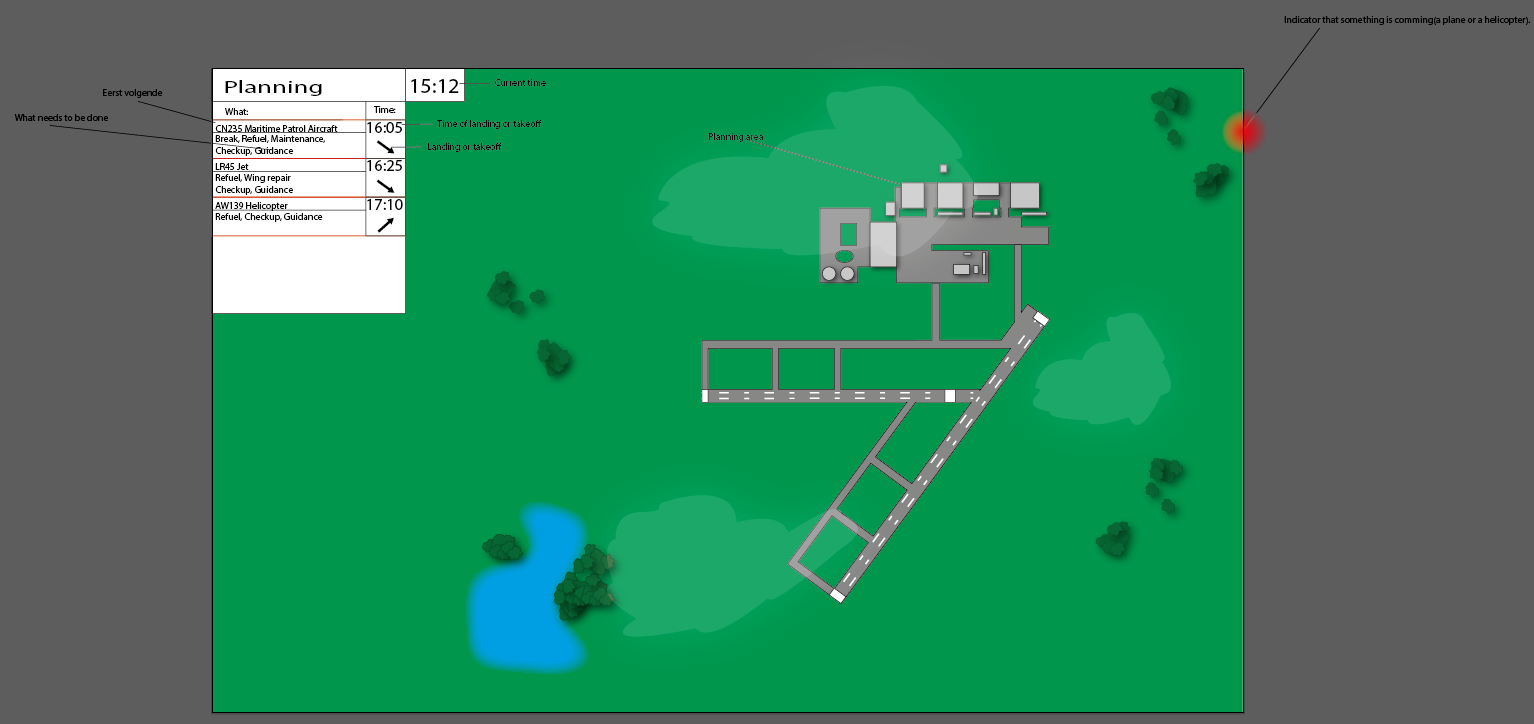 Indicator that something is comming(a plane or a helicopter).
Planning
15:12
Current time
Eerst volgende
What needs to be done
What:
Time:
CN235 Maritime Patrol Aircraft
16:05
Time of landing or takeoff
Break, Refuel, Maintenance,
Checkup, Guidance
Landing or takeoff
Planning area
LR45 Jet
16:25
Refuel, Wing repair
Checkup, Guidance
AW139 Helicopter
17:10
Refuel, Checkup, Guidance